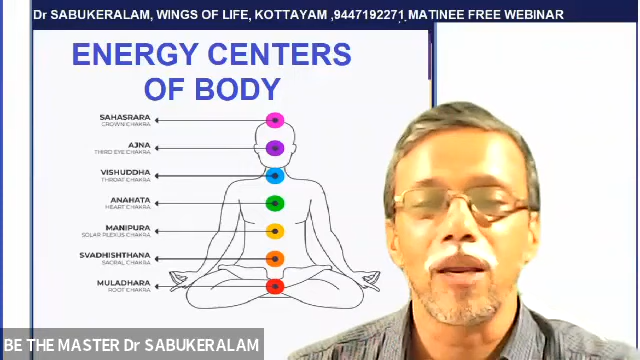 Dr SABUKERALAM, WINGS OF LIFE, KOTTAYAM ,9447192271 MATINEE FREE WEBINAR
ENERGY CENTERS
OF BODY
SAHASRARA
CROWN CHAKRA
AJNA
THIRD EYE CHAKRA
VISHUDDHA
THROAT CHAKRA
ANAHATA
HEART CHAKRA
MANIPURA
SOLAR PLEXUS CHAKRA
SVADHISHTHANA
SACRAL CHAKRA
MULADHARA
ROOT CHAKRA
BE THE MASTER Dr SABUKERALAM